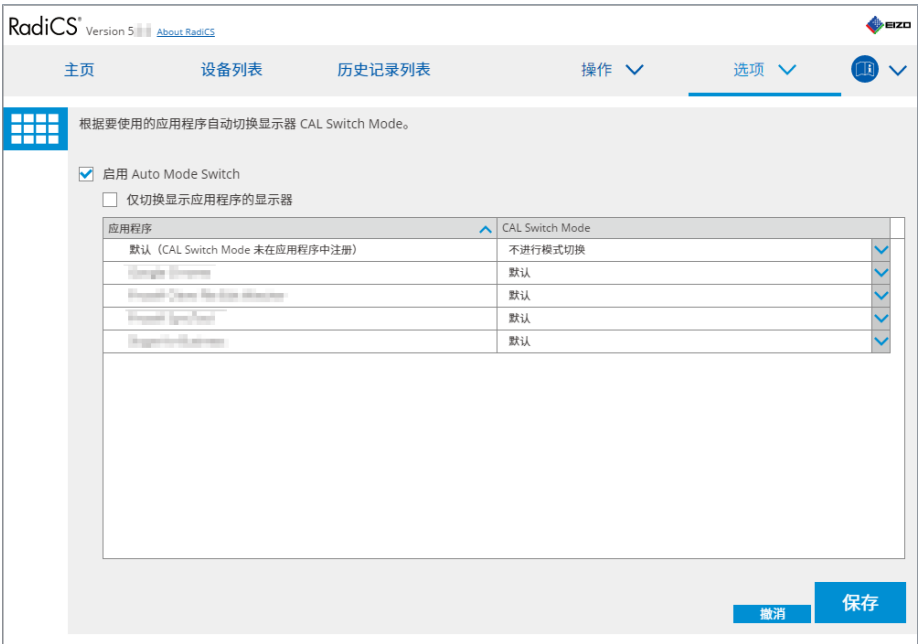 RadiCS® Version 5 About RadiCS
EIZO
主页 设备列表 历史记录列表 操作 选项
根据要使用的应用程序自动切换显示器 CAL Switch Mode。
启用 Auto Mode Switch
仅切换显示应用程序的显示器
应用程序 CAL Switch Mode
默认（CAL Switch Mode 未在应用程序中注册） 不进行模式切换
默认
默认
默认
默认
撤消 保存